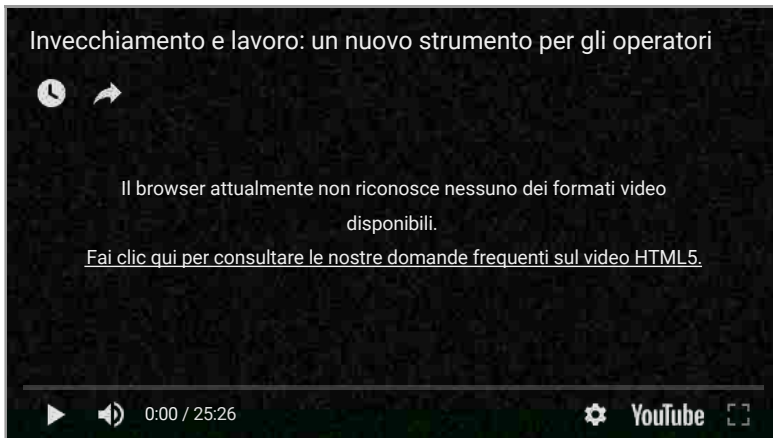 Invecchiamento e lavoro: un nuovo strumento per gli operatori
Il browser attualmente non riconosce nessuno dei formati video
disponibili.
Fai clic qui per consultare le nostre domande frequenti sul video HTML5.
0:00 / 25:26 YouTube